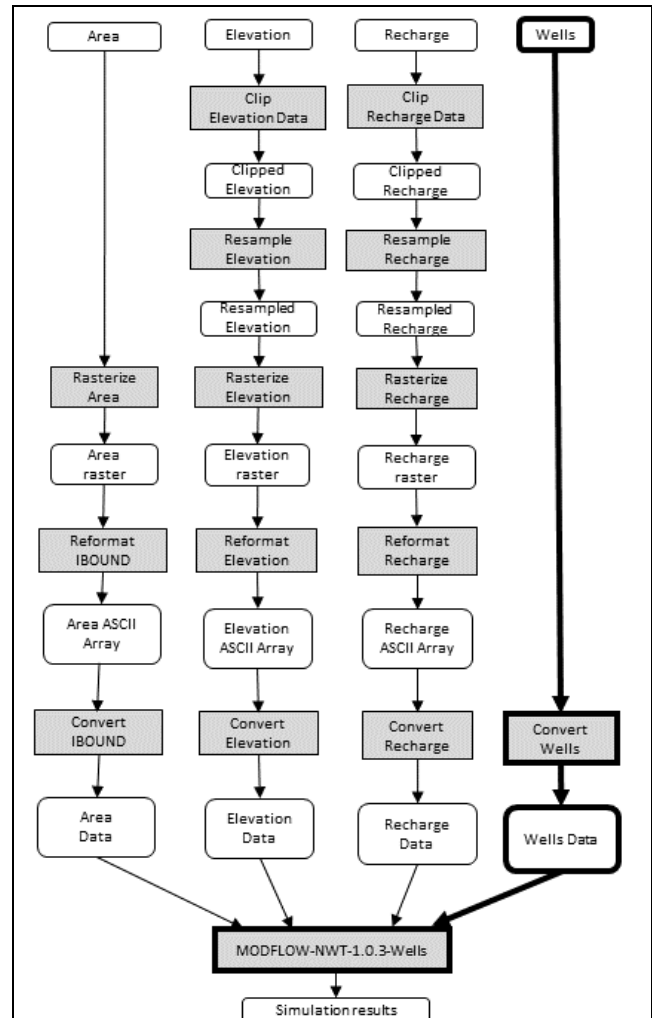 Area
Elevation
Recharge
Wells
Clip
Elevation Data
Clip
Recharge Data
Clipped
Elevation
Clipped
Recharge
Resample
Elevation
Resample
Recharge
Resampled
Elevation
Resampled
Recharge
Rasterize
Area
Rasterize
Elevation
Rasterize
Recharge
Area
raster
Elevation
raster
Recharge
raster
Reformat
IBOUND
Reformat
Elevation
Reformat
Recharge
Area ASCII
Array
Elevation
ASCII Array
Recharge
ASCII Array
Convert
IBOUND
Convert
Elevation
Convert
Recharge
Convert
Wells
Area
Data
Elevation
Data
Recharge
Data
Wells Data
MODFLOW-NWT-1.0.3-Wells
Simulation results